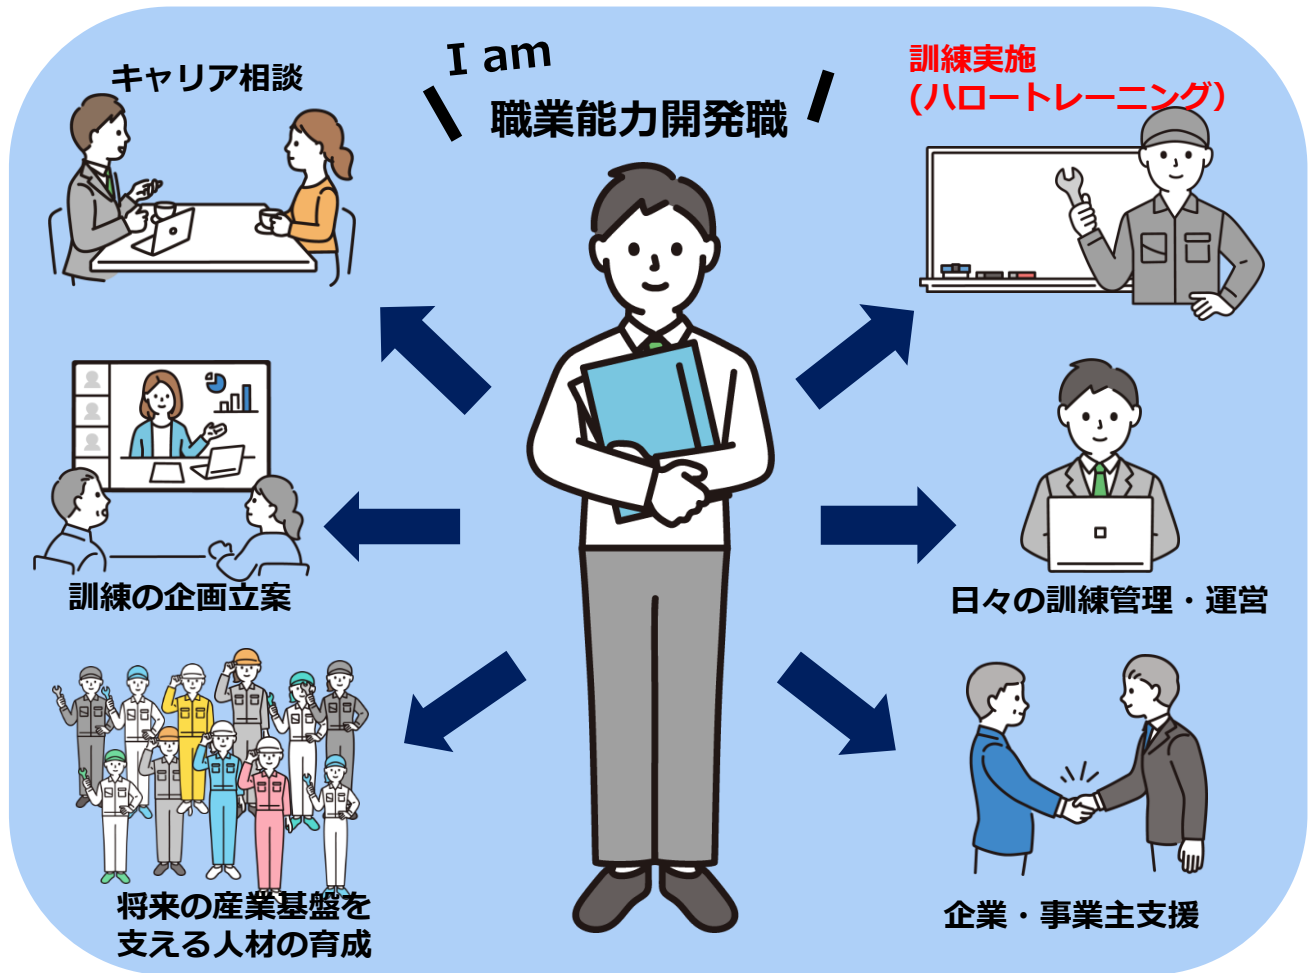 I am
職業能力開発職
キャリア相談
訓練実施
(ハロートレーニング）
訓練の企画立案
日々の訓練管理・運営
将来の産業基盤を
支える人材の育成
企業・事業主支援